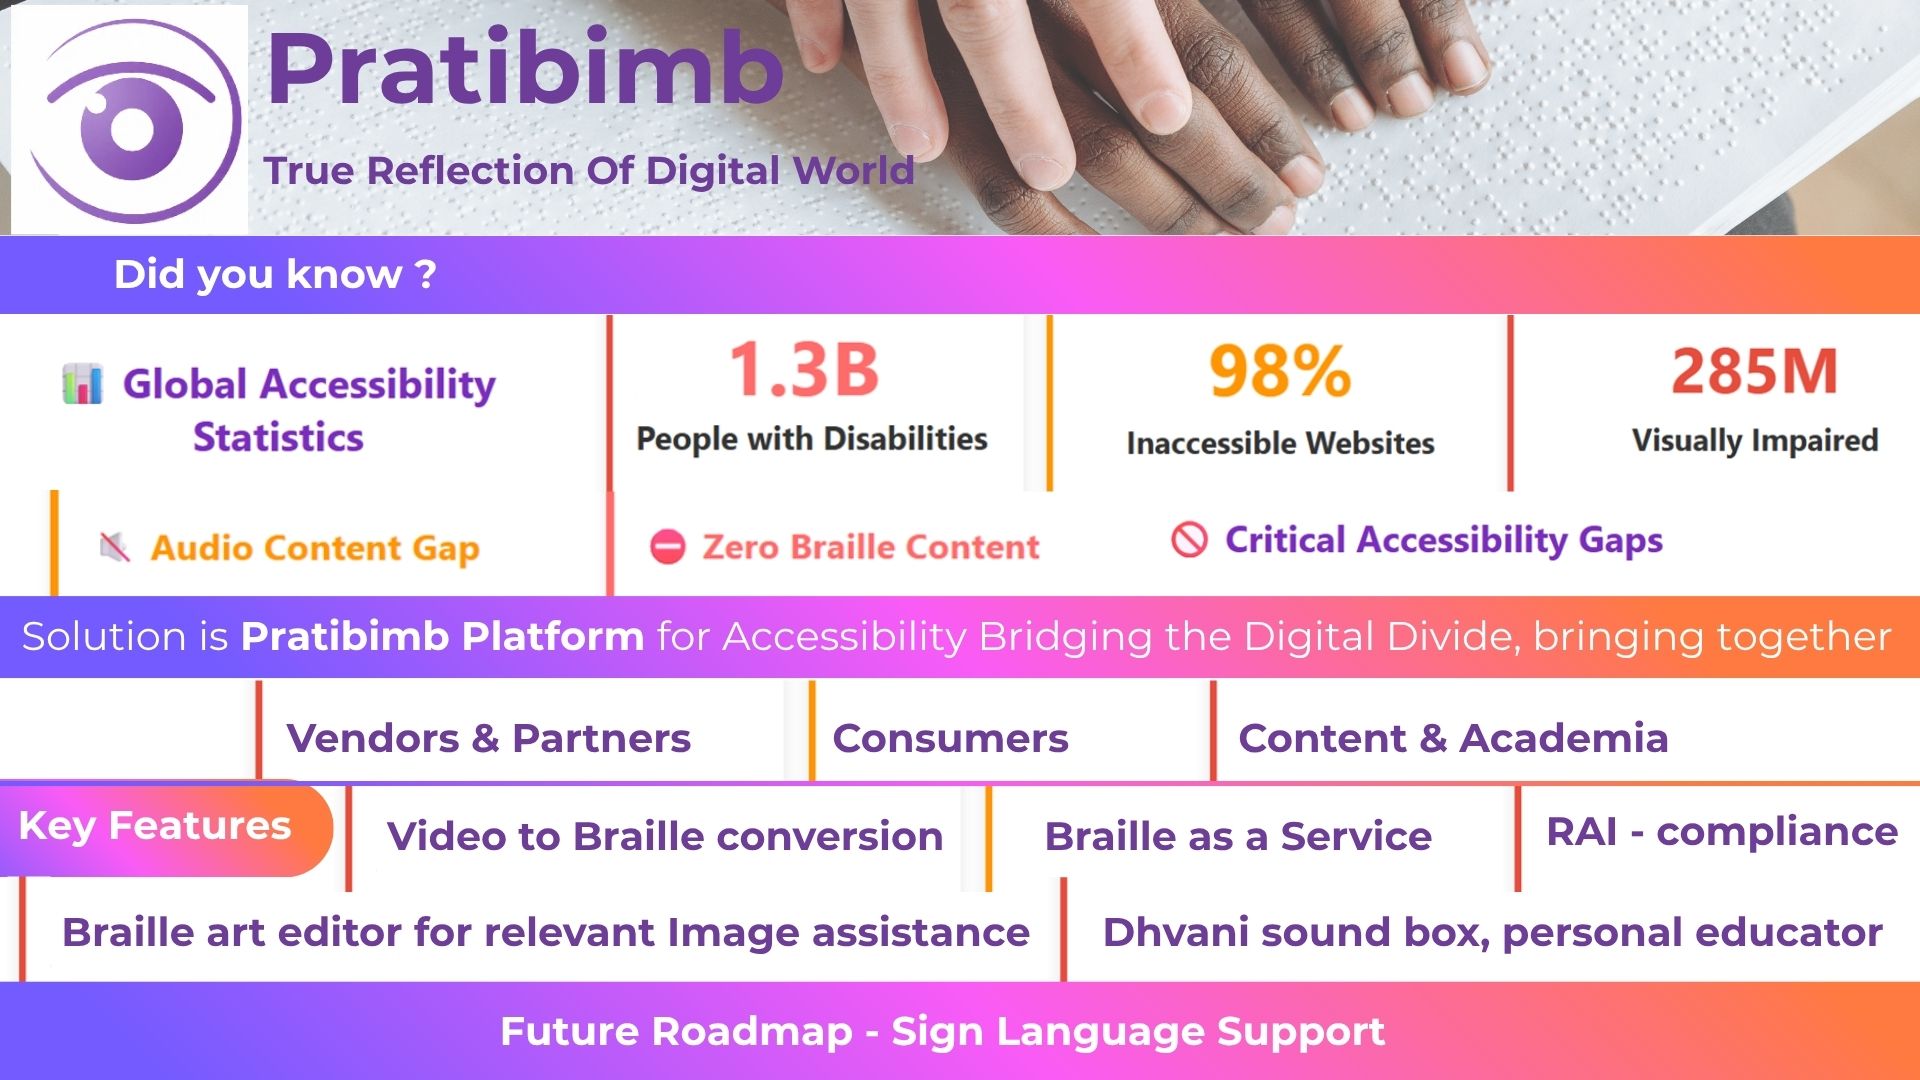 Pratibimb
True Reflection Of Digital World
Did you know ?
Global Accessibility
Statistics
1.3B
People with Disabilities
98%
Inaccessible Websites
285M
Visually Impaired
Audio Content Gap
Zero Braille Content
Critical Accessibility Gaps
Solution is Pratibimb Platform for Accessibility Bridging the Digital Divide, bringing together
Vendors & Partners
Consumers
Content & Academia
Key Features
Video to Braille conversion
Braille as a Service
RAI - compliance
Braille art editor for relevant Image assistance
Dhvani sound box, personal educator
Future Roadmap - Sign Language Support